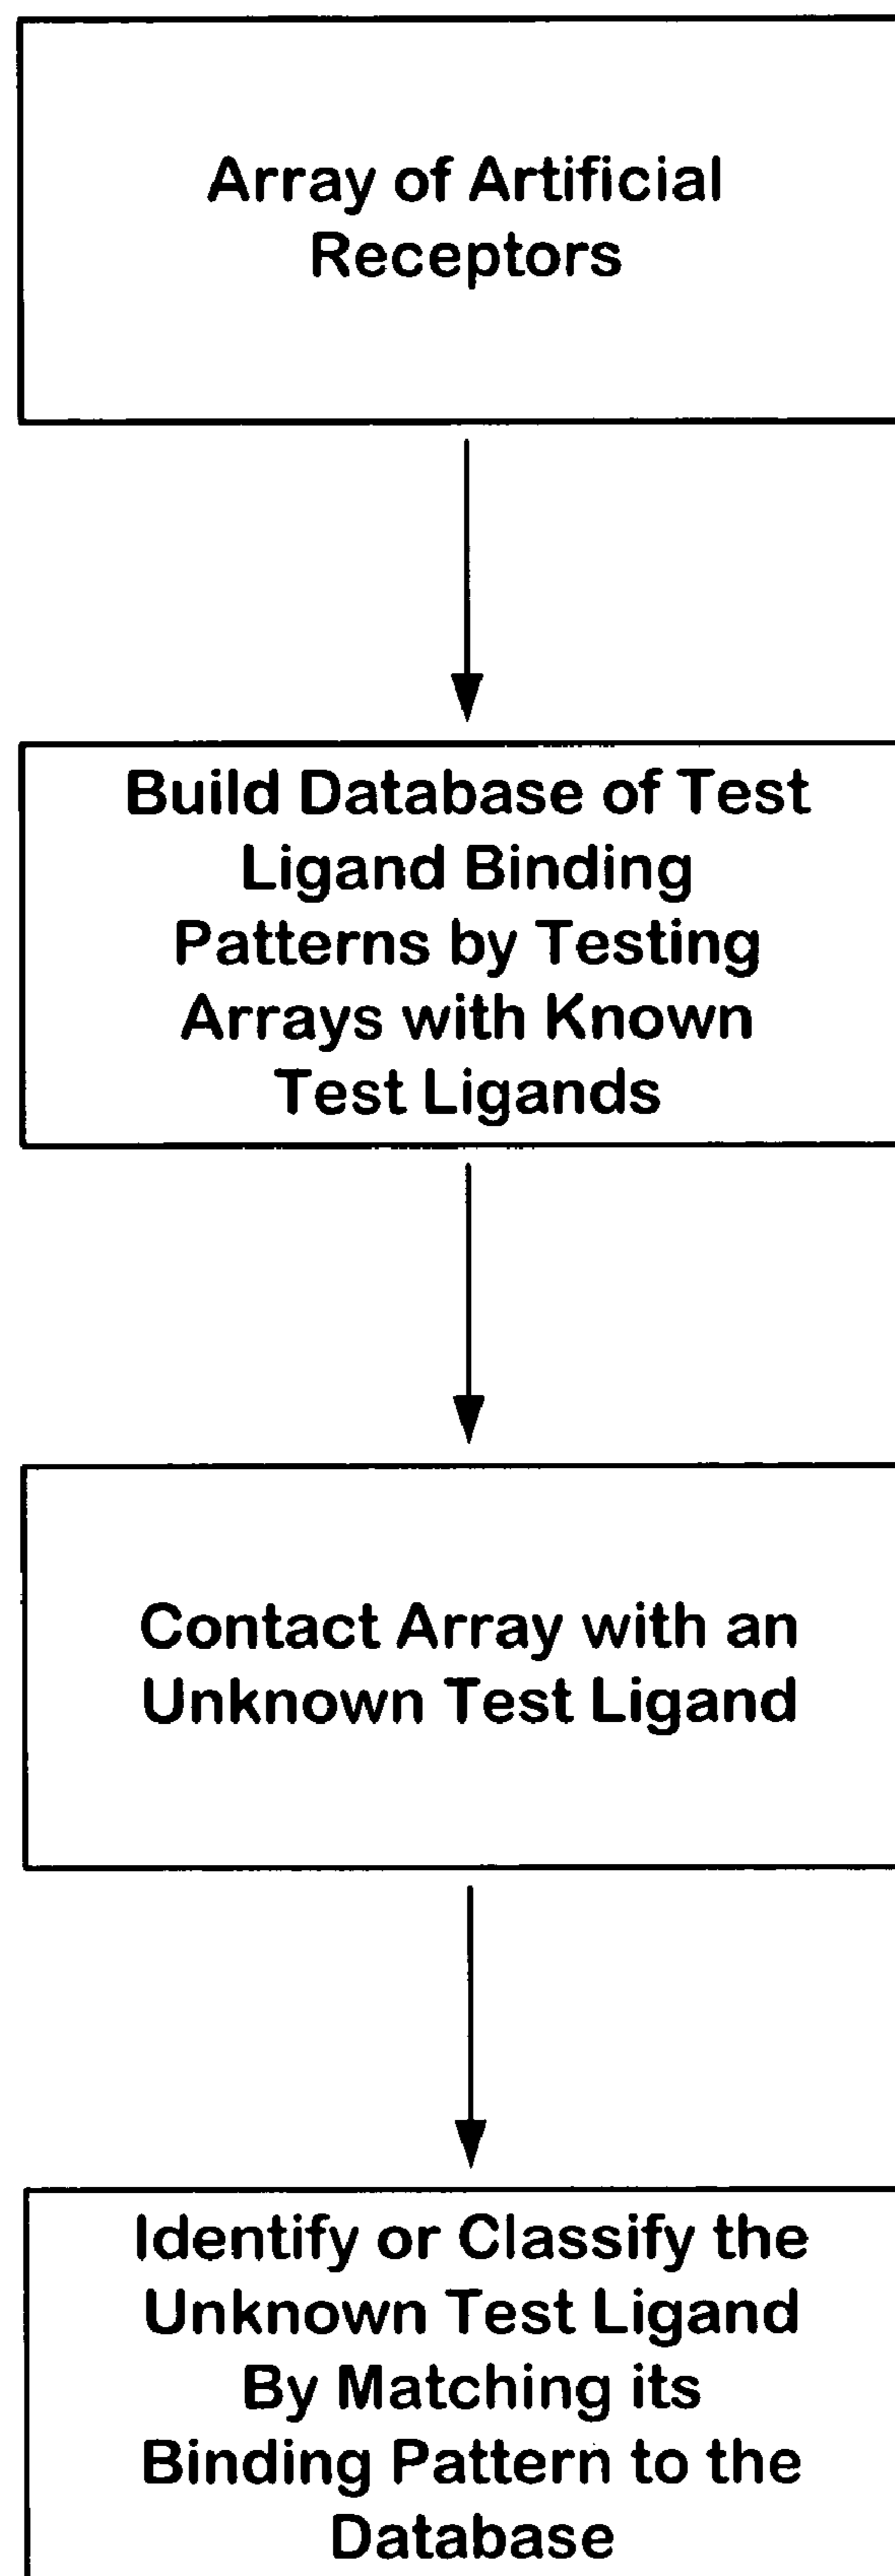 Array of Artificial
Receptors
Build Database of Test
Ligand Binding
Patterns by Testing
Arrays with Known
Test Ligands
Contact Array with an
Unknown Test Ligand
Identify or Classify the
Unknown Test Ligand
By Matching its
Binding Pattern to the
Database